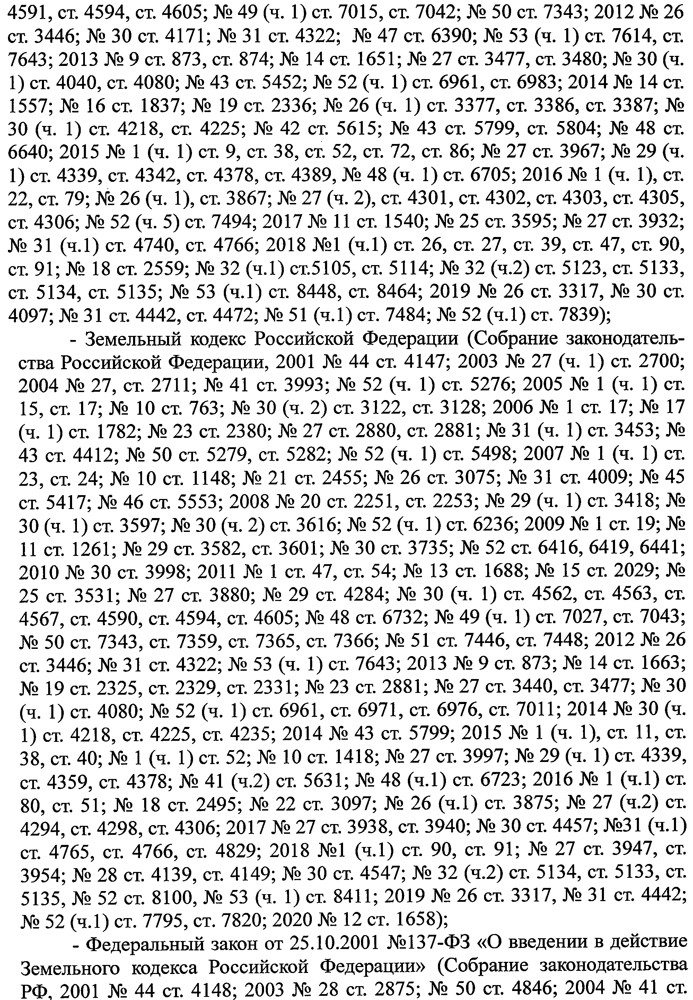 4591, ст. 4594, ст. 4605; № 49 (ч. 1) ст. 7015, ст. 7042; № 50 ст. 7343; 2012 № 26
ст. 3446; № 30 ст. 4171; № 31 ст. 4322; № 47 ст. 6390; № 53 (ч. 1) ст. 7614, ст.
7643; 2013 № 9 ст. 873, ст. 874; № 14 ст. 1651; № 27 ст. 3477, ст. 3480; № 30 (ч.
1) ст. 4040, ст. 4080; № 43 ст. 5452; № 52 (ч. 1) ст. 6961, ст. 6983; 2014 № 14 ст.
1557; № 16 ст. 1837; № 19 ст. 2336; № 26 (ч. 1) ст. 3377, ст. 3386, ст. 3387; №
30 (ч. 1) ст. 4218, ст. 4225; № 42 ст. 5615; № 43 ст. 5799, ст. 5804; № 48 ст.
6640; 2015 № 1 (ч. 1) ст. 9, ст. 38, ст. 52, ст. 72, ст. 86; № 27 ст. 3967; № 29 (ч.
1) ст. 4339, ст. 4342, ст. 4378, ст. 4389, № 48 (ч. 1) ст. 6705; 2016 № 1 (ч. 1), ст.
22, ст. 79; № 26 (ч. 1), ст. 3867; № 27 (ч. 2), ст. 4301, ст. 4302, ст. 4303, ст. 4305,
ст. 4306; № 52 (ч. 5) ст. 7494; 2017 № 11 ст. 1540; № 25 ст. 3595; № 27 ст. 3932;
№ 31 (ч.1) ст. 4740, ст. 4766; 2018 №1 (ч.1) ст. 26, ст. 27, ст. 39, ст. 47, ст. 90,
ст. 91; № 18 ст. 2559; № 32 (ч.1) ст.5105, ст. 5114; № 32 (ч.2) ст. 5123, ст. 5133,
ст. 5134, ст. 5135; № 53 (ч.1) ст. 8448, ст. 8464; 2019 № 26 ст. 3317, № 30 ст.
4097; № 31 ст. 4442, ст. 4472; № 51 (ч.1) ст. 7484; № 52 (ч.1) ст. 7839);
- Земельный кодекс Российской Федерации (Собрание законодатель-
ства Российской Федерации, 2001 № 44 ст. 4147; 2003 № 27 (ч. 1) ст. 2700;
2004 № 27, ст. 2711; № 41 ст. 3993; № 52 (ч. 1) ст. 5276; 2005 № 1 (ч. 1) ст.
15, ст. 17; № 10 ст. 763; № 30 (ч. 2) ст. 3122, ст. 3128; 2006 № 1 ст. 17; № 17
(ч. 1) ст. 1782; № 23 ст. 2380; № 27 ст. 2880, ст. 2881; № 31 (ч. 1) ст. 3453; №
43 ст. 4412; № 50 ст. 5279, ст. 5282; № 52 (ч. 1) ст. 5498; 2007 № 1 (ч. 1) ст.
23, ст. 24; № 10 ст. 1148; № 21 ст. 2455; № 26 ст. 3075; № 31 ст. 4009; № 45
ст. 5417; № 46 ст. 5553; 2008 № 20 ст. 2251, ст. 2253; № 29 (ч. 1) ст. 3418; №
30 (ч. 1) ст. 3597; № 30 (ч. 2) ст. 3616; № 52 (ч. 1) ст. 6236; 2009 № 1 ст. 19; №
11 ст. 1261; № 29 ст. 3582, ст. 3601; № 30 ст. 3735; № 52 ст. 6416, 6419, 6441;
2010 № 30 ст. 3998; 2011 № 1 ст. 47, ст. 54; № 13 ст. 1688; № 15 ст. 2029; №
25 ст. 3531; № 27 ст. 3880; № 29 ст. 4284; № 30 (ч. 1) ст. 4562, ст. 4563, ст.
4567, ст. 4590, ст. 4594, ст. 4605; № 48 ст. 6732; № 49 (ч. 1) ст. 7027, ст. 7043;
№ 50 ст. 7343, ст. 7359, ст. 7365, ст. 7366; № 51 ст. 7446, ст. 7448; 2012 № 26
ст. 3446; № 31 ст. 4322; № 53 (ч. 1) ст. 7643; 2013 № 9 ст. 873; № 14 ст. 1663;
№ 19 ст. 2325, ст. 2329, ст. 2331; № 23 ст. 2881; № 27 ст. 3440, ст. 3477; № 30
(ч. 1) ст. 4080; № 52 (ч. 1) ст. 6961, ст. 6971, ст. 6976, ст. 7011; 2014 № 30 (ч.
1) ст. 4218, ст. 4225, ст. 4235; 2014 № 43 ст. 5799; 2015 № 1 (ч. 1), ст. 11, ст.
38, ст. 40; № 1 (ч. 1) ст. 52; № 10 ст. 1418; № 27 ст. 3997; № 29 (ч. 1) ст. 4339,
ст. 4359, ст. 4378; № 41 (ч.2) ст. 5631; № 48 (ч.1) ст. 6723; 2016 № 1 (ч.1) ст.
80, ст. 51; № 18 ст. 2495; № 22 ст. 3097; № 26 (ч.1) ст. 3875; № 27 (ч.2) ст.
4294, ст. 4298, ст. 4306; 2017 № 27 ст. 3938, ст. 3940; № 30 ст. 4457; №31 (ч.1)
ст. 4765, ст. 4766, ст. 4829; 2018 №1 (ч.1) ст. 90, ст. 91; № 27 ст. 3947, ст.
3954; № 28 ст. 4139, ст. 4149; № 30 ст. 4547; № 32 (ч.2) ст. 5134, ст. 5133, ст.
5135, № 52 ст. 8100, № 53 (ч. 1) ст. 8411; 2019 № 26 ст. 3317, № 31 ст. 4442;
№ 52 (ч.1) ст. 7795, ст. 7820; 2020 № 12 ст. 1658);
- Федеральный закон от 25.10.2001 №137-ФЗ «О введении в действие
Земельного кодекса Российской Федерации» (Собрание законодательства
РФ, 2001 № 44 ст. 4148; 2003 № 28 ст. 2875; № 50 ст. 4846; 2004 № 41 ст.